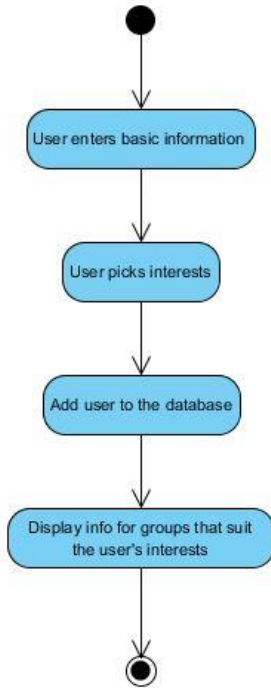 User enters basic information
User picks interests
Add user to the database
Display info for groups that suit
the user's interests